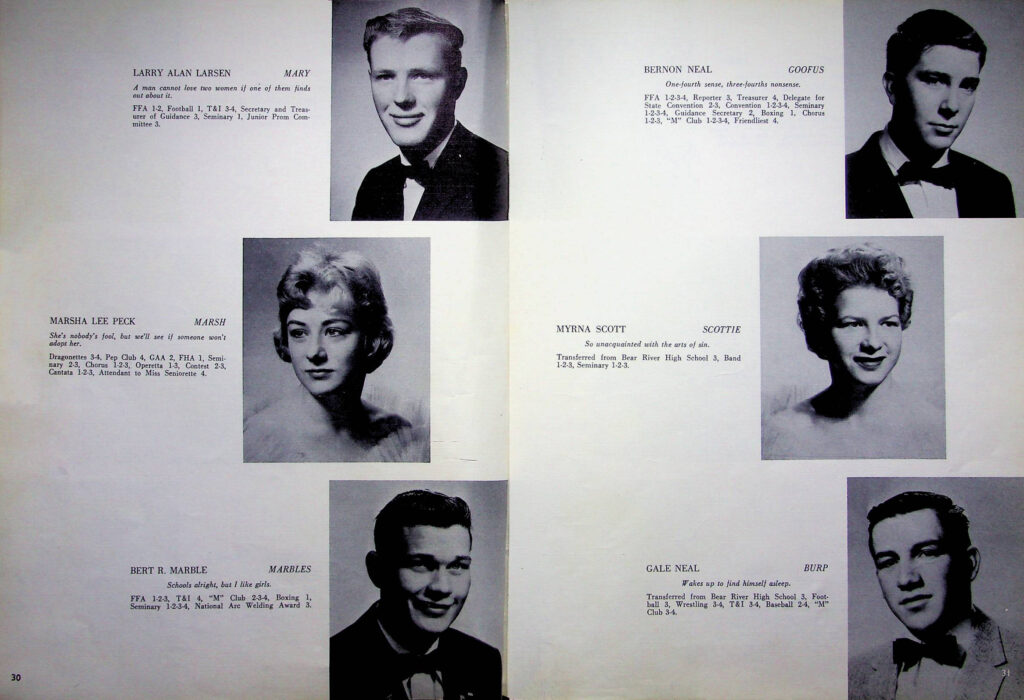 LARRY ALAN LARSEN MARY
A man cannot love two women if one of them finds
out about it.
FFA 1-2, Football 1, T&I 3-4, Secretary and Treas-
urer of Guidance 3, Seminary 1, Junior Prom Com-
mittee 3.
MARSHA LEE PECK MARSH
She's nobody's fool, but we'll see if someone won't
adopt her.
Dragonettes 3-4, Pep Club 4, GAA 2, FHA 1, Semi-
nary 2-3, Chorus 1-2-3, Operetta 1-3, Contest 2-3,
Cantata 1-2-3, Attendant to Miss Seniorette 4.
BERT R. MARBLE MARBLES
Schools alright, but I like girls.
FFA 1-2-3, T&I 4, "M" Club 2-3-4, Boxing 1,
Seminary 1-2-3-4, National Arc Welding Award 3.
30
BERNON NEAL GOOFUS
One-fourth sense, three-fourths nonsense.
FFA 1-2-3-4, Reporter 3, Treasurer 4, Delegate for
State Convention 2-3, Convention 1-2-3-4, Seminary
1-2-3-4, Guidance Secretary 2, Boxing 1, Chorus
1-2-3, "M" Club 1-2-3-4, Friendliest 4.
MYRNA SCOTT SCOTTIE
So unacquainted with the arts of sin.
Transferred from Bear River High School 3, Band
1-2-3, Seminary 1-2-3.
GALE NEAL BURP
Wakes up to find himself asleep.
Transferred from Bear River High School 3, Foot-
ball 3, Wrestling 3-4, T&I 3-4, Baseball 2-4, "M"
Club 3-4.
31